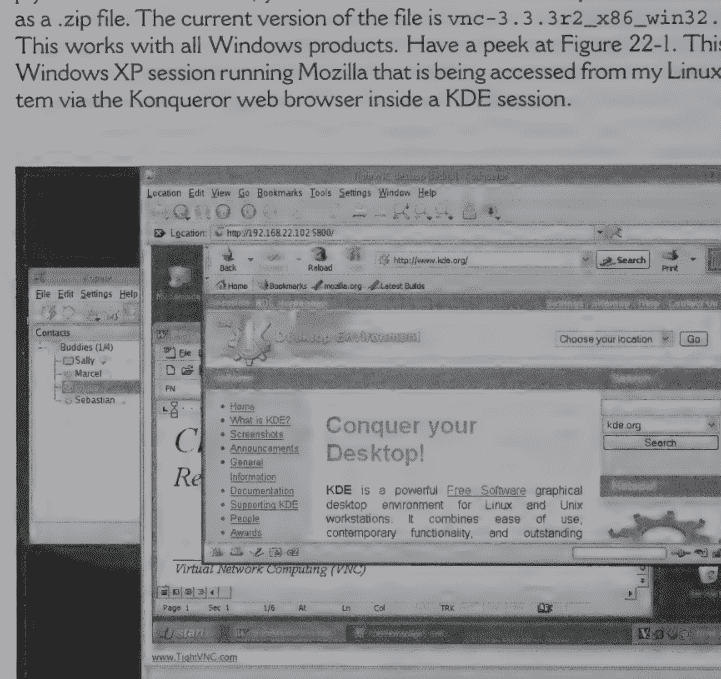 as a .zip file. The current version of the file is vnc-3.3.3r2_x86_win32.
This works with all Windows products. Have a peek at Figure 22-1. This
Windows XP session running Mozilla that is being accessed from my Linux
tem via the Konqueror web browser inside a KDE session.
Location Edit View Go Bookmarks Tools Settings Window Help
Location: http://192.168.22.102:5800/
Back Reload http://www.kde.org/ Search Print
Home Bookmarks mozilla.org Latest Builds
File Edit Settings Help
Contacts
Buddies (1/4)
Sally
Marcel
Sebastian
Desktop Environment
Choose your location Go
File
FN
Home
What is KDE?
Screenshots
Announcements
General
Information
Documentation
Supporting KDE
People
Awards
Conquer your
Desktop!
KDE is a powerful Free Software graphical
desktop environment for Linux and Unix
workstations. It combines ease of use,
contemporary functionality, and outstanding
kde.org
Search
Re
Virtual Network Computing (VNC)
Page 1 Sec 1 1/6 At Ln Col TRK
start
www.TightVNC.com